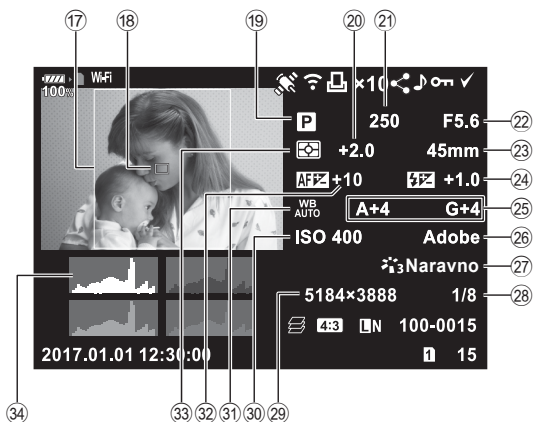 ⑰ ⑱ ⑲ ⑳ ㉑
Wi-Fi ×10
100%
P 250 F5.6 ㉒
+2.0 45mm ㉓
AF +10 +1.0 ㉔
WB AUTO A+4 G+4 ㉕
ISO 400 Adobe ㉖
3 Naravno ㉗
5184×3888 1/8 ㉘
4:3 LN 100-0015
2017.01.01 12:30:00 1 15
㉞ ㉝ ㉜ ㉛ ㉚ ㉙